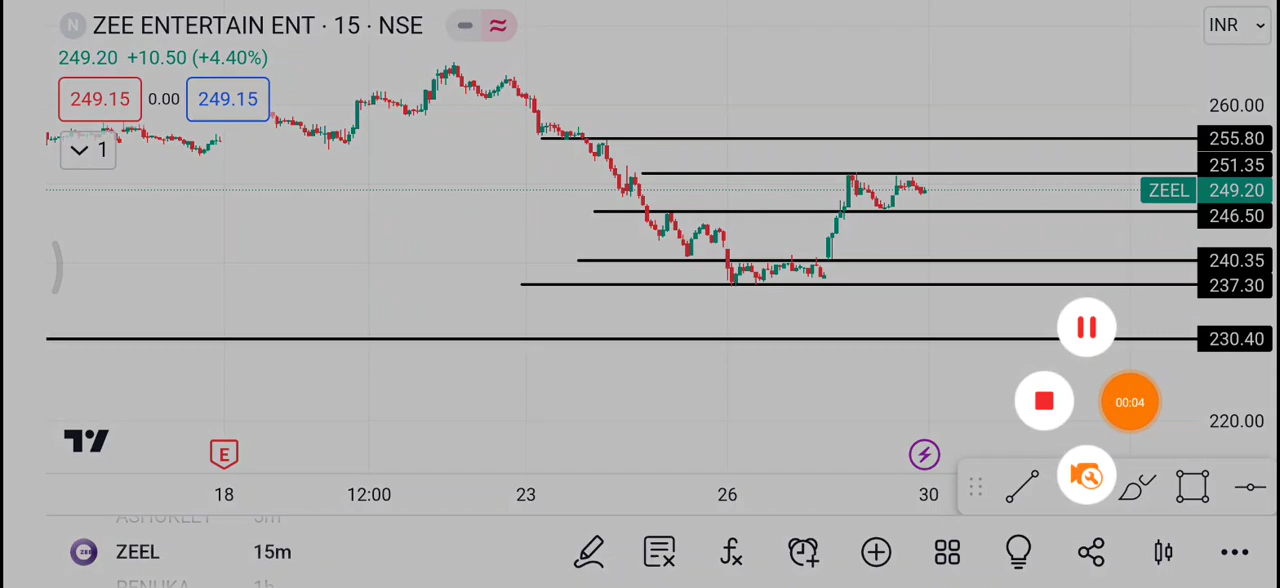 N ZEE ENTERTAIN ENT · 15 · NSE
INR
249.20 +10.50 (+4.40%)
249.15 0.00 249.15
1
260.00
255.80
251.35
ZEEL 249.20
246.50
240.35
237.30
230.40
00:04
220.00
E
18 12:00 23 26 30
ZEEL 15m
RENUKA 1h